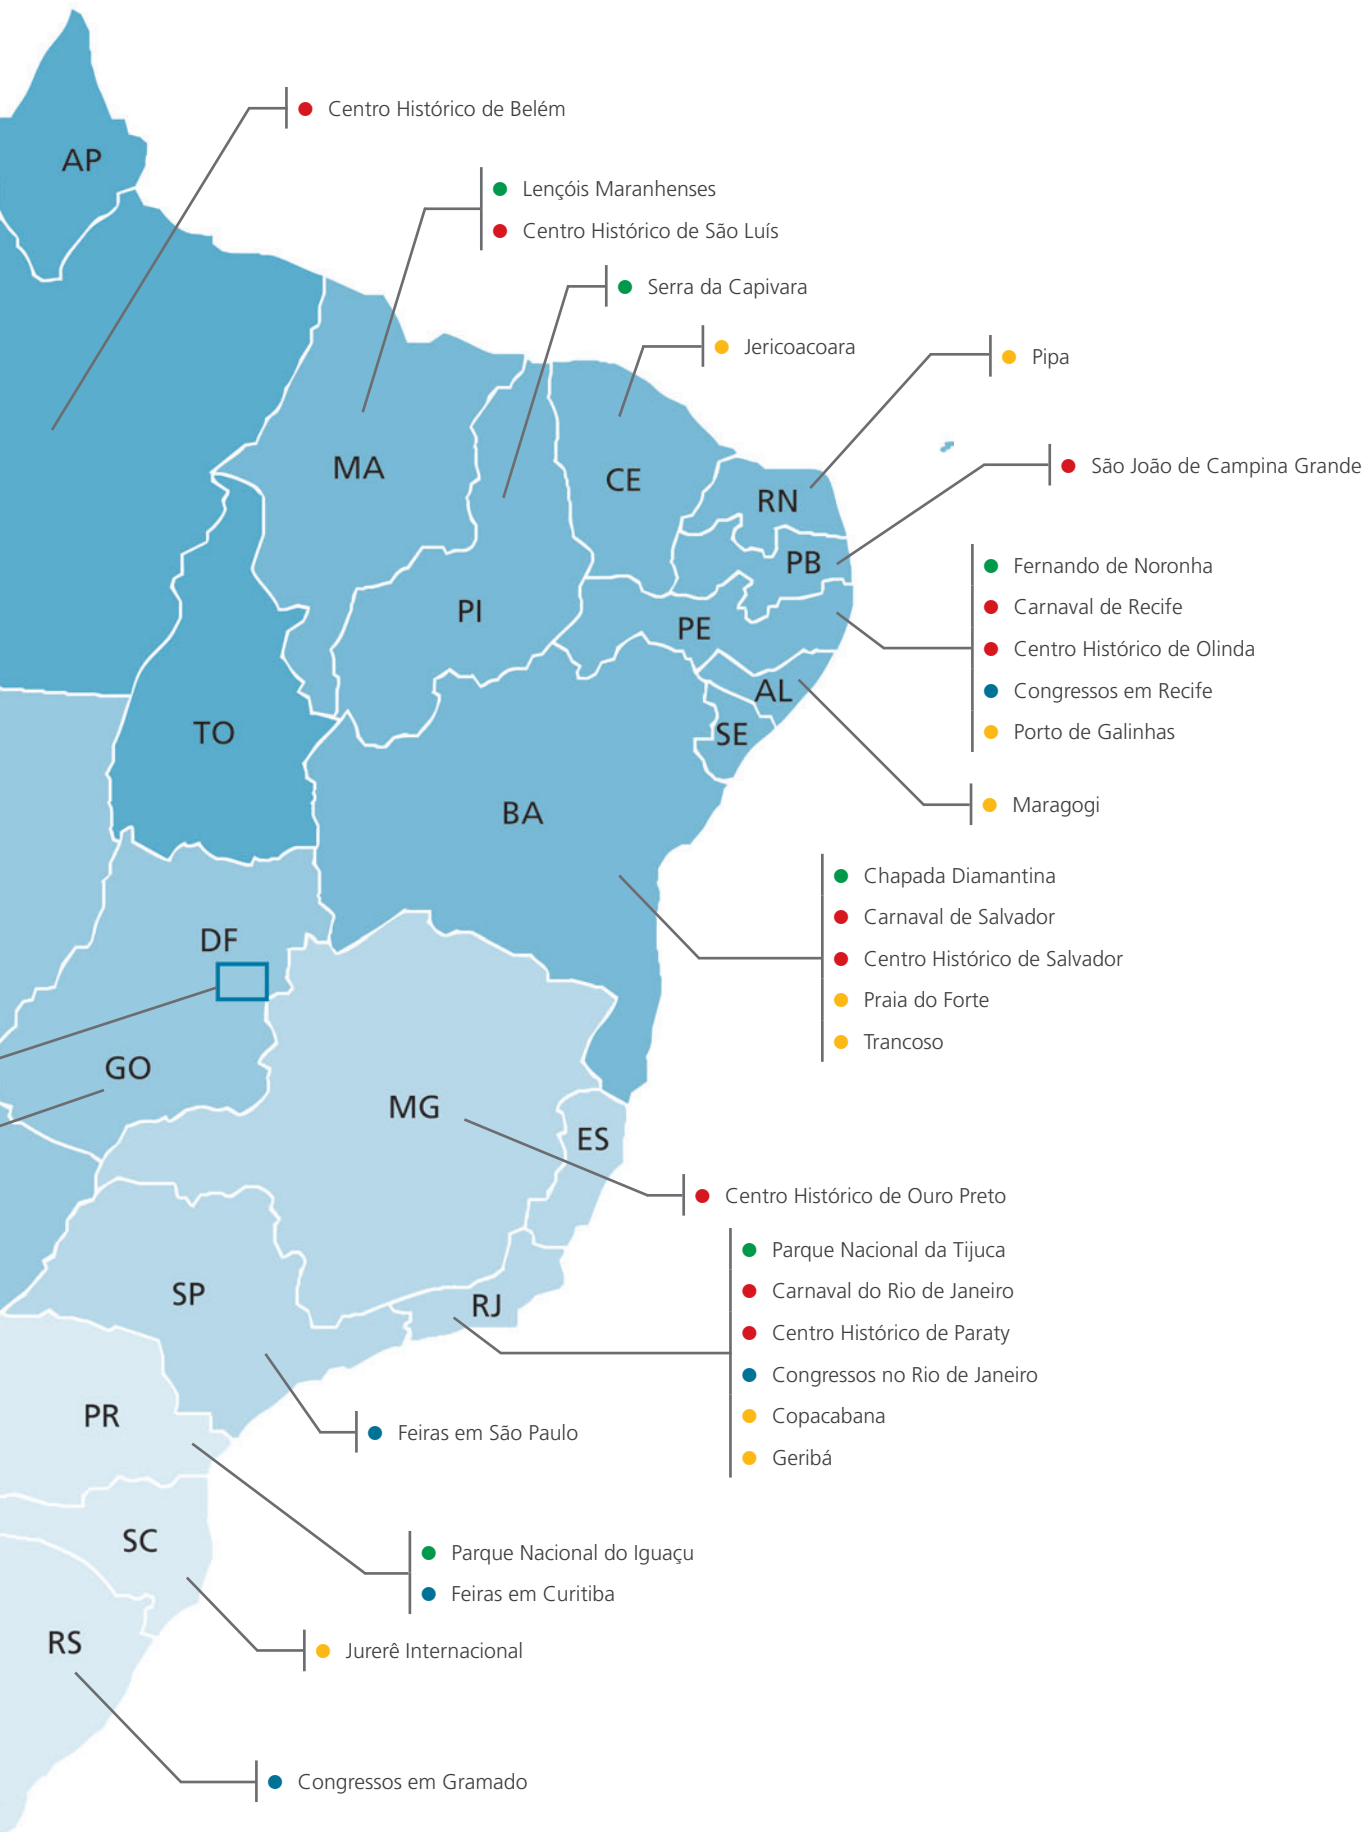 Centro Histórico de Belém
AP
Lençóis Maranhenses
Centro Histórico de São Luís
Serra da Capivara
Jericoacoara
Pipa
MA
CE
RN
São João de Campina Grande
PB
Fernando de Noronha
Carnaval de Recife
Centro Histórico de Olinda
Congressos em Recife
Porto de Galinhas
PI
PE
AL
TO
SE
Maragogi
BA
Chapada Diamantina
Carnaval de Salvador
Centro Histórico de Salvador
Praia do Forte
Trancoso
DF
GO
MG
ES
Centro Histórico de Ouro Preto
Parque Nacional da Tijuca
Carnaval do Rio de Janeiro
Centro Histórico de Paraty
Congressos no Rio de Janeiro
Copacabana
Geribá
SP
RJ
PR
Feiras em São Paulo
SC
Parque Nacional do Iguaçu
Feiras em Curitiba
RS
Jurerê Internacional
Congressos em Gramado